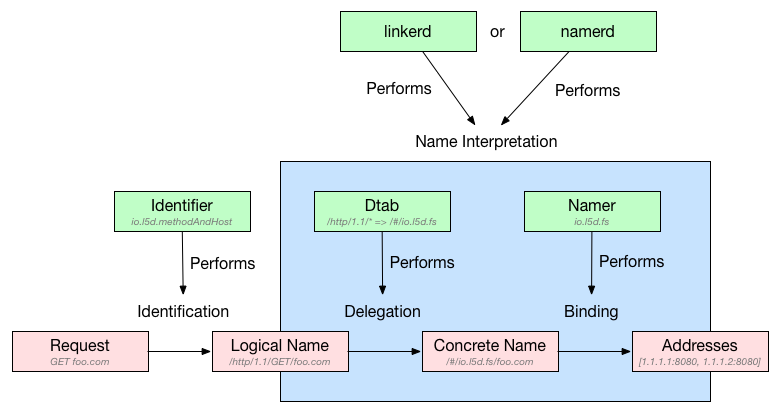 linkerd
or
namerd
Performs
Performs
Name Interpretation
Identifier
io.l5d.methodAndHost
Dtab
/http/1.1/* => /#/io.l5d.fs
Namer
io.l5d.fs
Performs
Performs
Performs
Identification
Delegation
Binding
Request
GET foo.com
Logical Name
/http/1.1/GET/foo.com
Concrete Name
/#/io.l5d.fs/foo.com
Addresses
[1.1.1.1:8080, 1.1.1.2:8080]